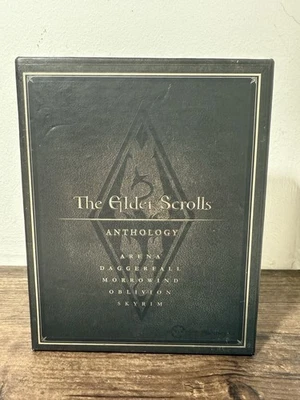 The Elder Scrolls
ANTHOLOGY
ARENA
DAGGERFALL
MORROWIND
OBLIVION
SKYRIM